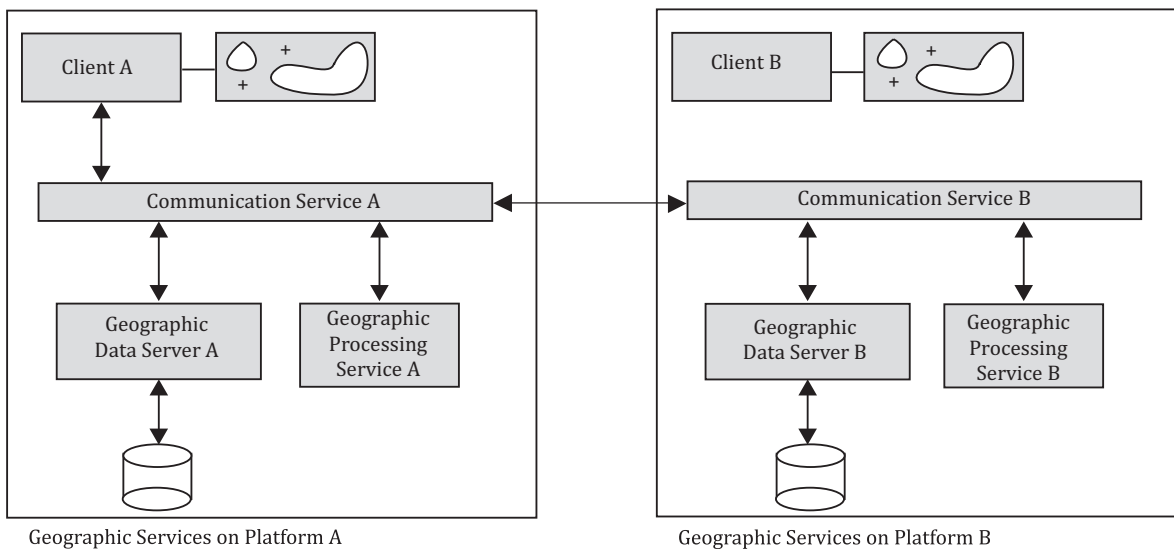 Client A
Communication Service A
Geographic
Data Server A
Geographic
Processing
Service A
Geographic Services on Platform A
Client B
Communication Service B
Geographic
Data Server B
Geographic
Processing
Service B
Geographic Services on Platform B